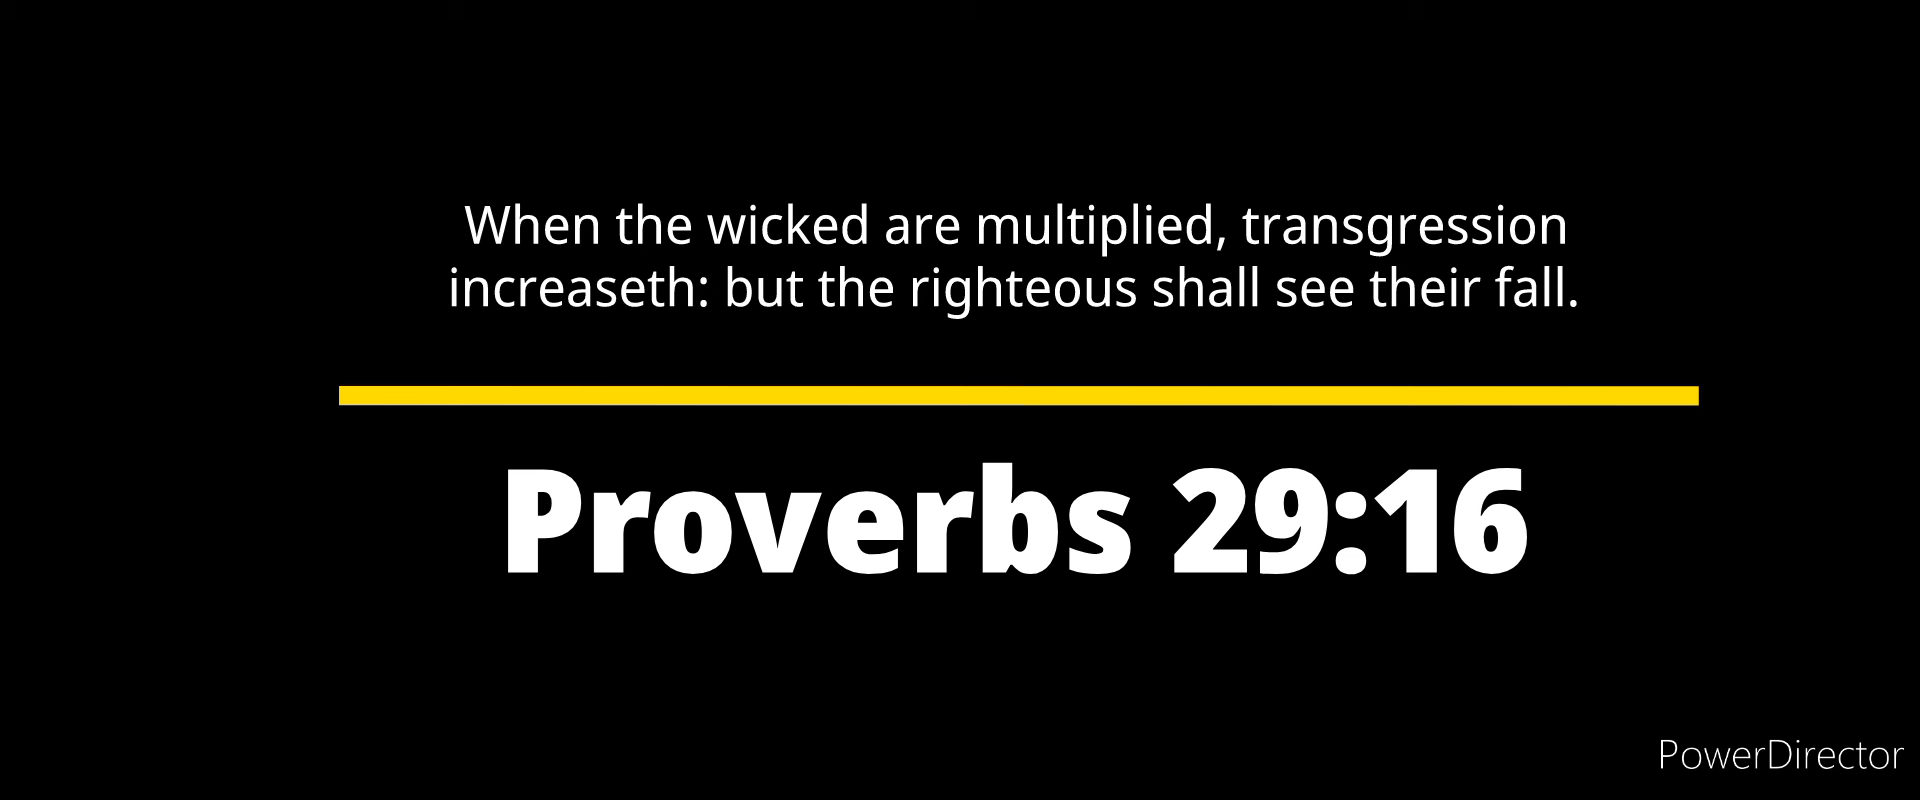 When the wicked are multiplied, transgression
increaseth: but the righteous shall see their fall.
Proverbs 29:16
PowerDirector